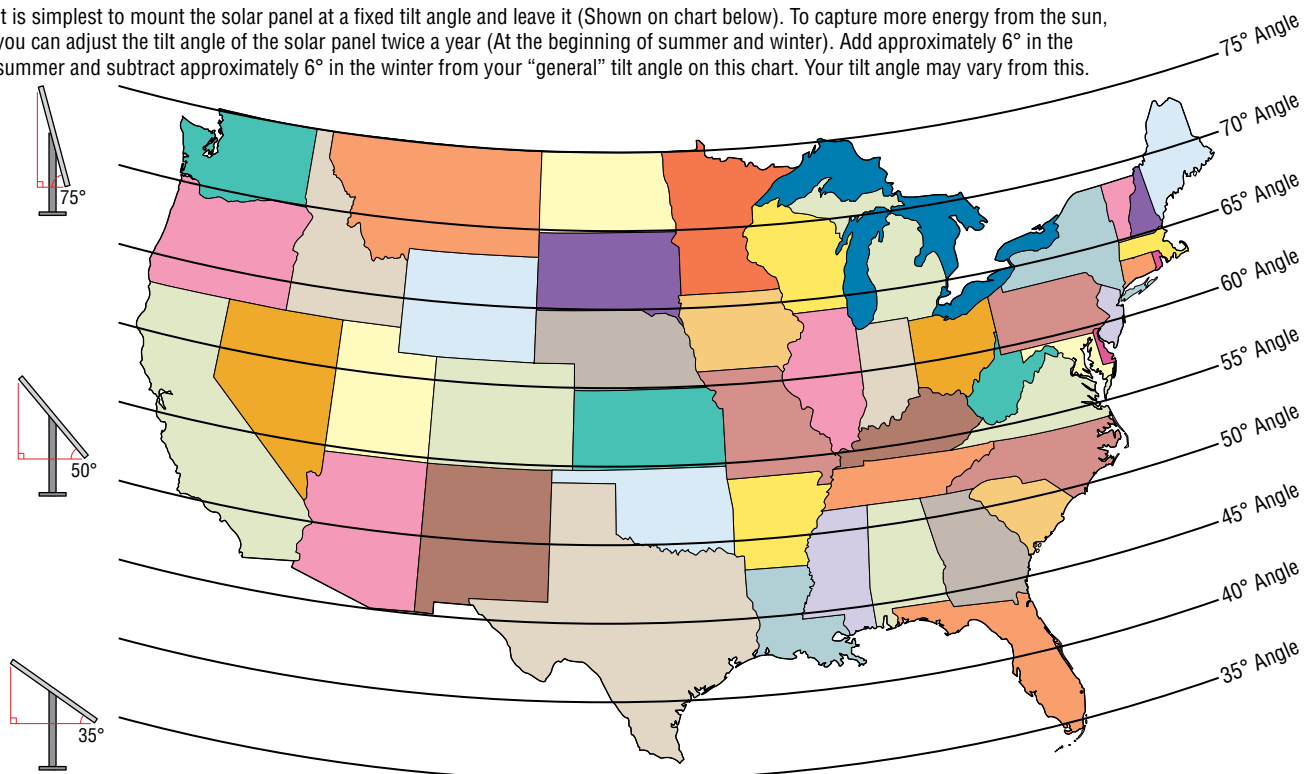 t is simplest to mount the solar panel at a fixed tilt angle and leave it (Shown on chart below). To capture more energy from the sun,
you can adjust the tilt angle of the solar panel twice a year (At the beginning of summer and winter). Add approximately 6° in the
summer and subtract approximately 6° in the winter from your “general” tilt angle on this chart. Your tilt angle may vary from this.
75° Angle
70° Angle
65° Angle
60° Angle
55° Angle
50° Angle
45° Angle
40° Angle
35° Angle
75°
50°
35°